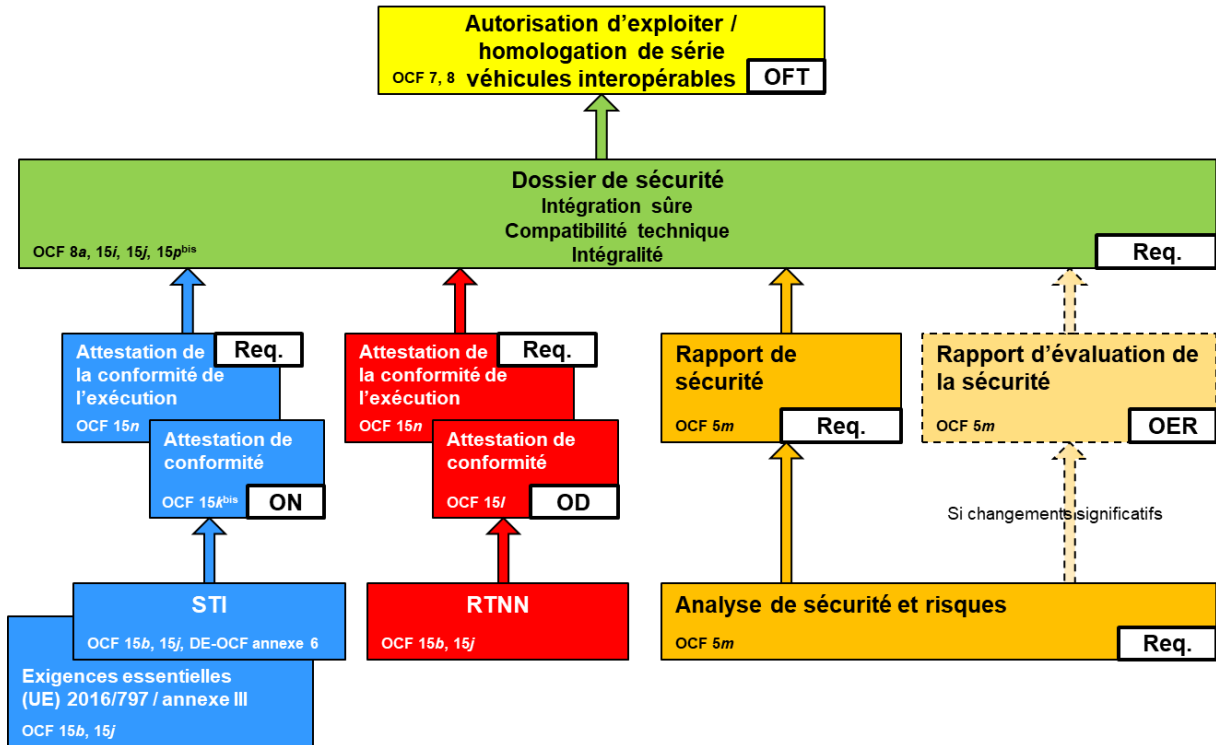 Autorisation d'exploiter /
homologation de série
véhicules interopérables
OCF 7, 8
OFT
Dossier de sécurité
Intégration sûre
Compatibilité technique
Intégralité
OCF 8a, 15i, 15j, 15pbis
Req.
Attestation de
la conformité de
l'exécution
Req.
OCF 15n
Attestation de
conformité
OCF 15kbis
ON
Attestation de
la conformité de
l'exécution
Req.
OCF 15n
Attestation de
conformité
OCF 15l
OD
Rapport de
sécurité
OCF 5m
Req.
Rapport d'évaluation de
la sécurité
OCF 5m
OER
Si changements significatifs
STI
OCF 15b, 15j, DE-OCF annexe 6
Exigences essentielles
(UE) 2016/797 / annexe III
OCF 15b, 15j
RTNN
OCF 15b, 15j
Analyse de sécurité et risques
OCF 5m
Req.